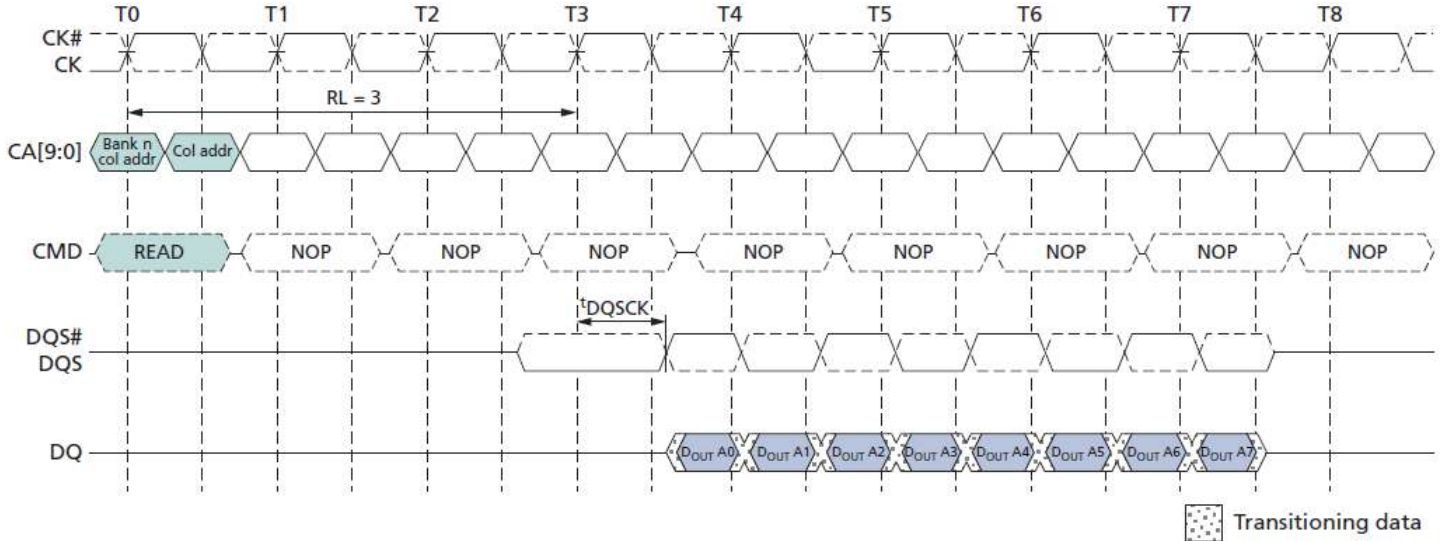 T0 T1 T2 T3 T4 T5 T6 T7 T8
CK#
CK
RL = 3
CA[9:0] Bank n col addr Col addr
CMD READ NOP NOP NOP NOP NOP NOP NOP NOP
tDQSCK
DQS#
DQS
DQ DOUT A0 DOUT A1 DOUT A2 DOUT A3 DOUT A4 DOUT A5 DOUT A6 DOUT A7
Transitioning data